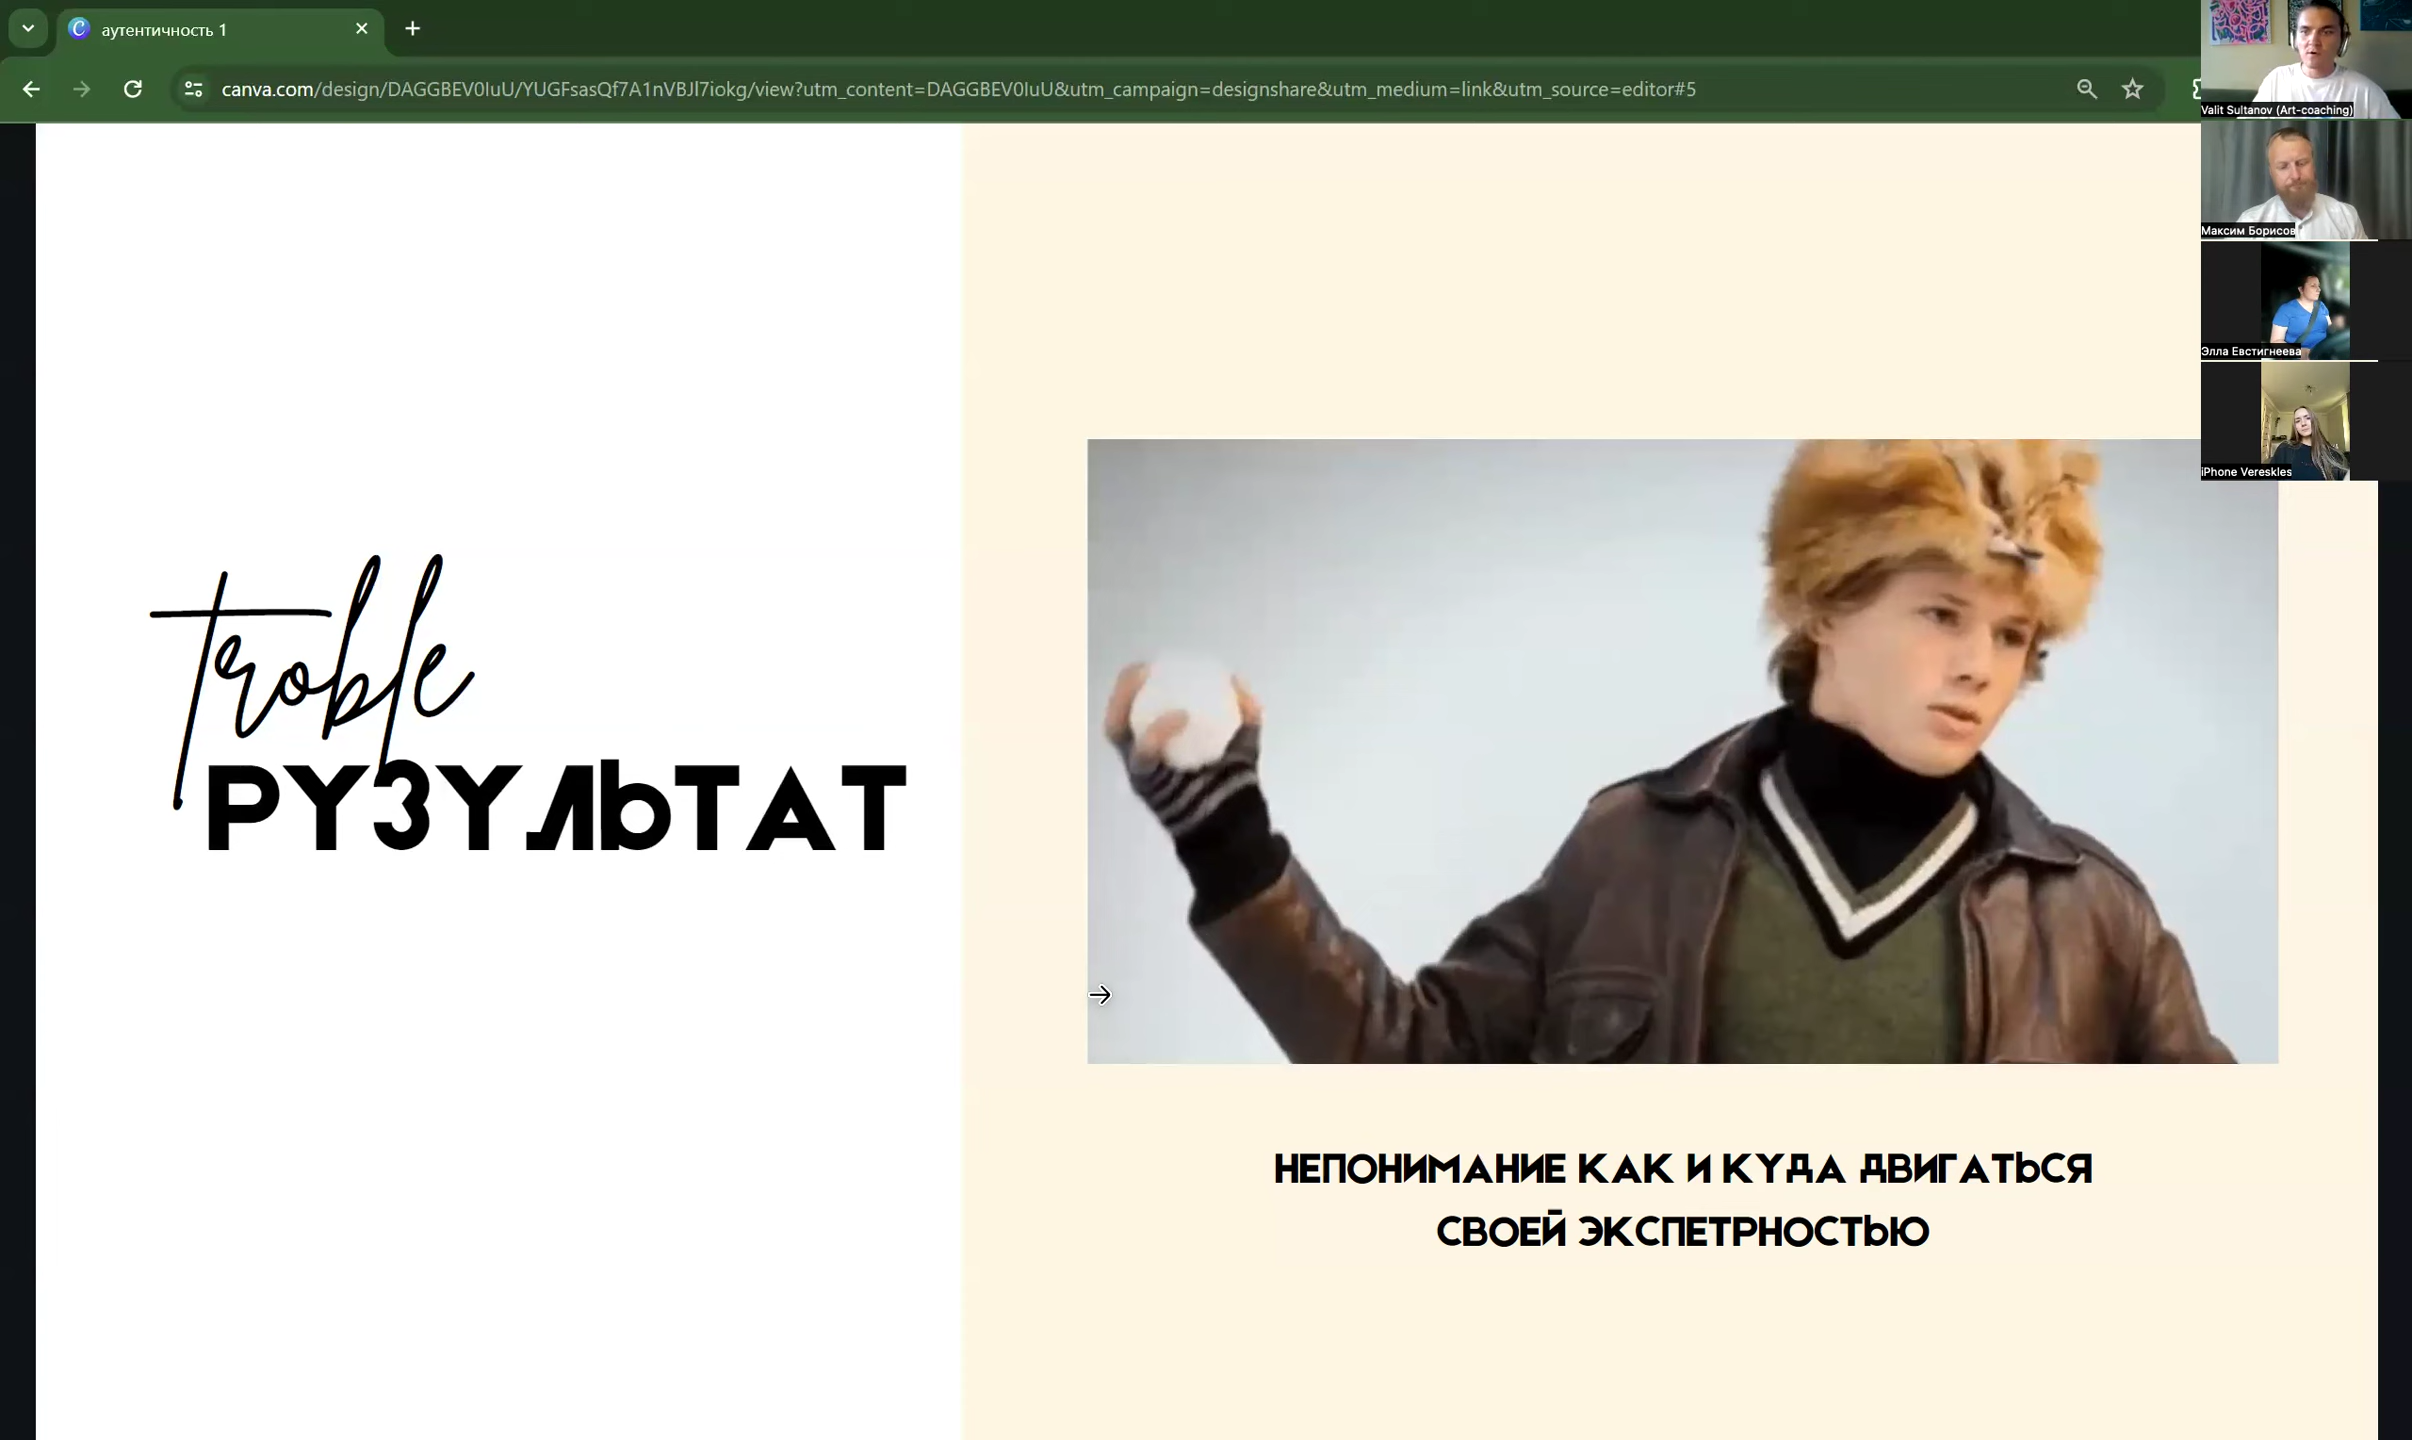 аутентичность 1
canva.com/design/DAGGBEV0IuU/YUGFsasQf7A1nVBJl7iokg/view?utm_content=DAGGBEV0IuU&utm_campaign=designshare&utm_medium=link&utm_source=editor#5
Valit Sultanov (Art-coaching)
Максим Борисов
Элла Евстигнеева
iPhone Vereskles
troble
РУЗУЛЬТАТ
НЕПОНИМАНИЕ КАК И КУДА ДВИГАТЬСЯ
СВОЕЙ ЭКСПЕТРНОСТЬЮ